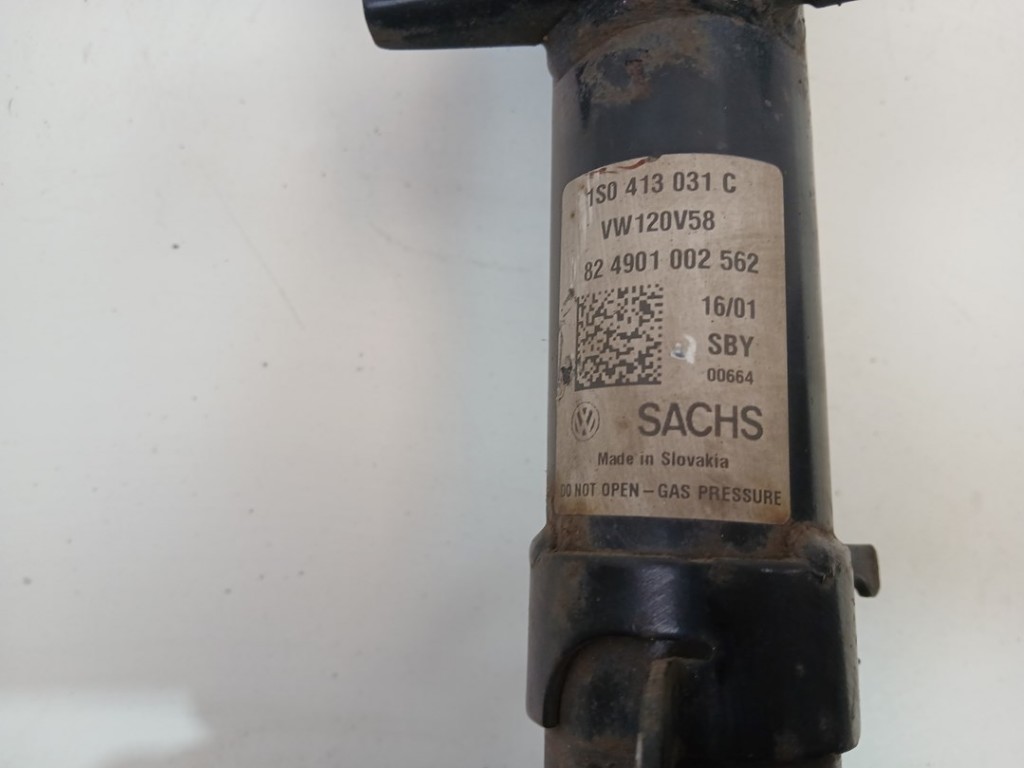 1S0 413 031 C
VW120V58
82 4901 002 562
16/01
SBY
00664
SACHS
Made in Slovakia
DO NOT OPEN – GAS PRESSURE